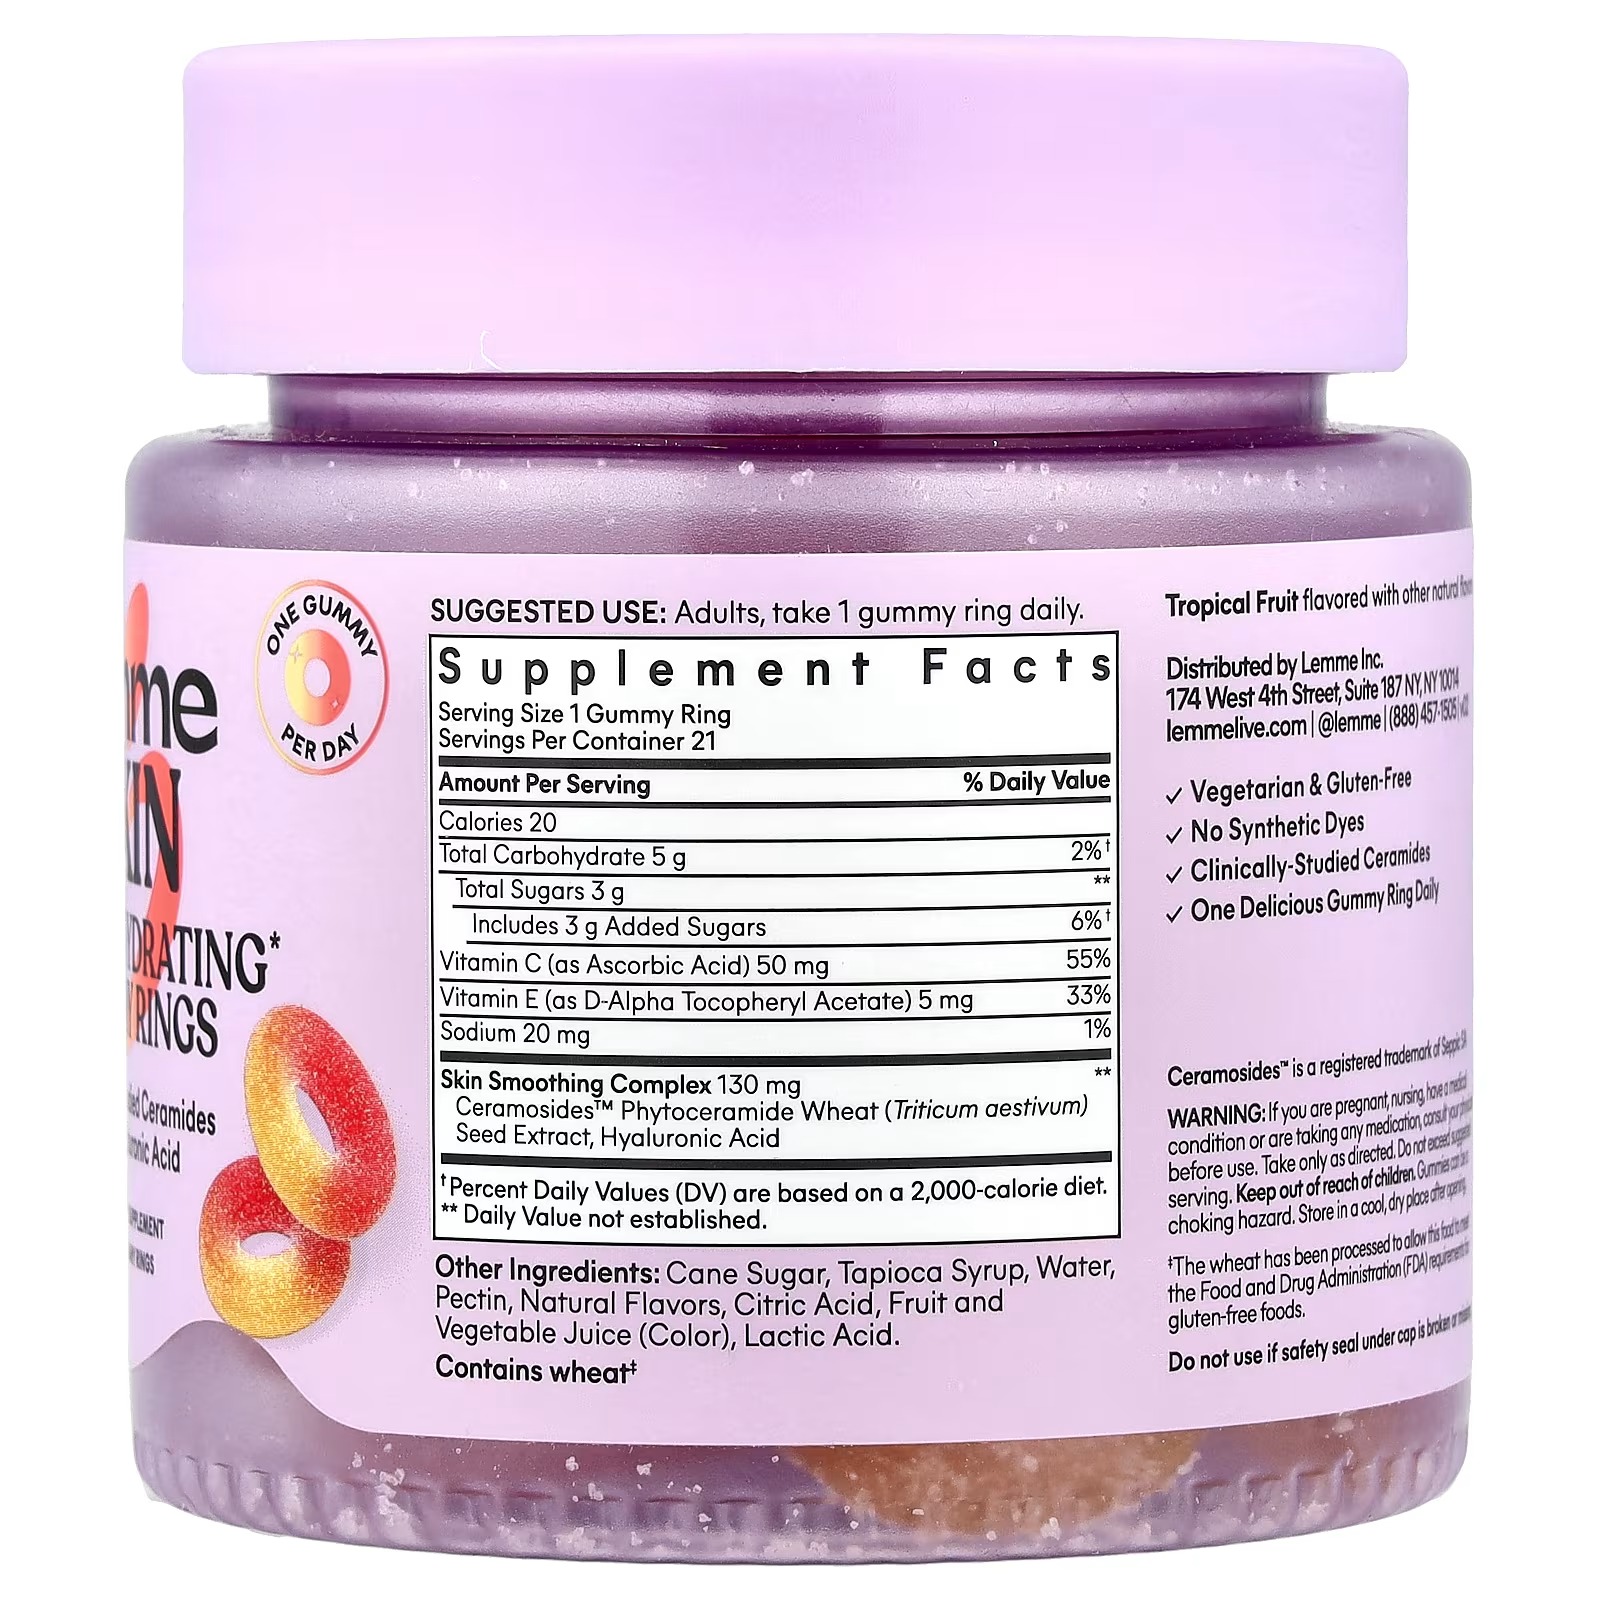 ONE GUMMY
PER DAY
me
IN
YDRATING*
RINGS
Ceramides
Acid
RINGS
SUGGESTED USE: Adults, take 1 gummy ring daily.
Supplement Facts
Serving Size 1 Gummy Ring
Servings Per Container 21
Amount Per Serving % Daily Value
Calories 20
Total Carbohydrate 5 g 2%†
Total Sugars 3 g **
Includes 3 g Added Sugars 6%†
Vitamin C (as Ascorbic Acid) 50 mg 55%
Vitamin E (as D-Alpha Tocopheryl Acetate) 5 mg 33%
Sodium 20 mg 1%
Skin Smoothing Complex 130 mg **
Ceramosides™ Phytoceramide Wheat (Triticum aestivum)
Seed Extract, Hyaluronic Acid
†Percent Daily Values (DV) are based on a 2,000-calorie diet.
** Daily Value not established.
Other Ingredients: Cane Sugar, Tapioca Syrup, Water,
Pectin, Natural Flavors, Citric Acid, Fruit and
Vegetable Juice (Color), Lactic Acid.
Contains wheat‡
Tropical Fruit flavored with other natural
Distributed by Lemme Inc.
174 West 4th Street, Suite 187 NY, NY 10014
lemmelive.com | @lemme | (888) 457-1505 | v02
✓ Vegetarian & Gluten-Free
✓ No Synthetic Dyes
✓ Clinically-Studied Ceramides
✓ One Delicious Gummy Ring Daily
Ceramosides™ is a registered trademark of Seppic SA
WARNING: If you are pregnant, nursing, have a medical
condition or are taking any medication, consult your
before use. Take only as directed. Do not exceed
serving. Keep out of reach of children. Gummies can be a
choking hazard. Store in a cool, dry place after opening.
‡The wheat has been processed to allow this food to meet
the Food and Drug Administration (FDA) requirements for
gluten-free foods.
Do not use if safety seal under cap is broken or